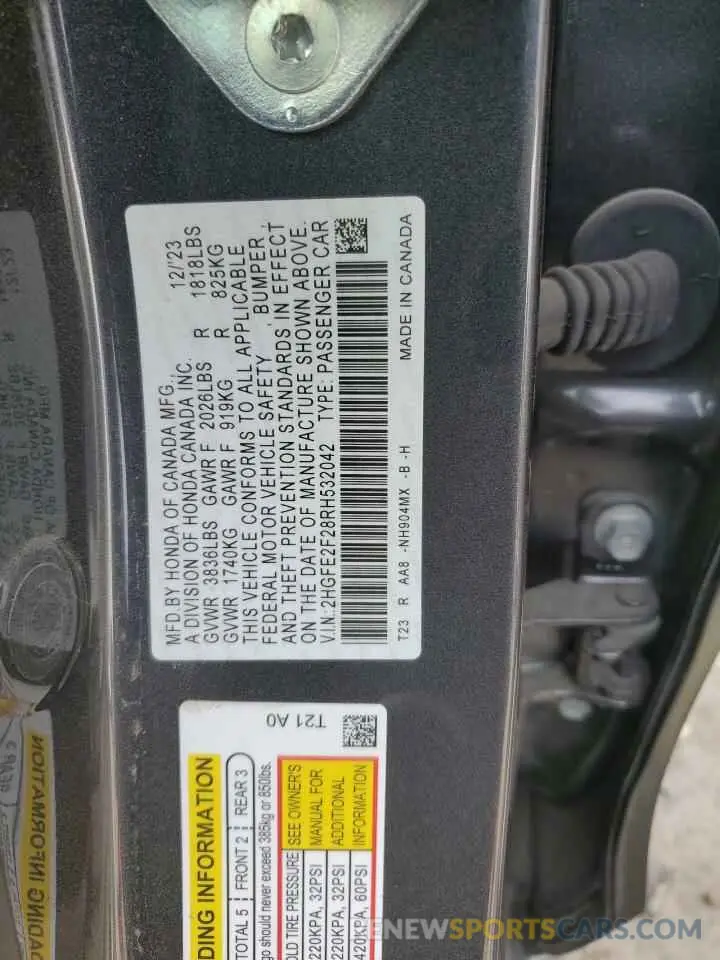 MFD.BY HONDA OF CANADA MFG., 12/23
A DIVISION OF HONDA CANADA INC.
GVWR 3836LBS GAWR F 2026LBS R 1818LBS
GVWR 1740KG GAWR F 919KG R 825KG
THIS VEHICLE CONFORMS TO ALL APPLICABLE
FEDERAL MOTOR VEHICLE SAFETY , BUMPER ,
AND THEFT PREVENTION STANDARDS IN EFFECT
ON THE DATE OF MANUFACTURE SHOWN ABOVE.
V.I.N.:2HGFE2F28RH532042 TYPE: PASSENGER CAR
T23 R AA8 -NH904MX -B -H MADE IN CANADA
T21 A0
DING INFORMATION
TOTAL 5 FRONT 2 REAR 3
go should never exceed 385kg or 850lbs.
OLD TIRE PRESSURE SEE OWNER'S
220KPA, 32PSI MANUAL FOR
220KPA, 32PSI ADDITIONAL
420KPA, 60PSI INFORMATION
RENEWSPORTSCARS.COM